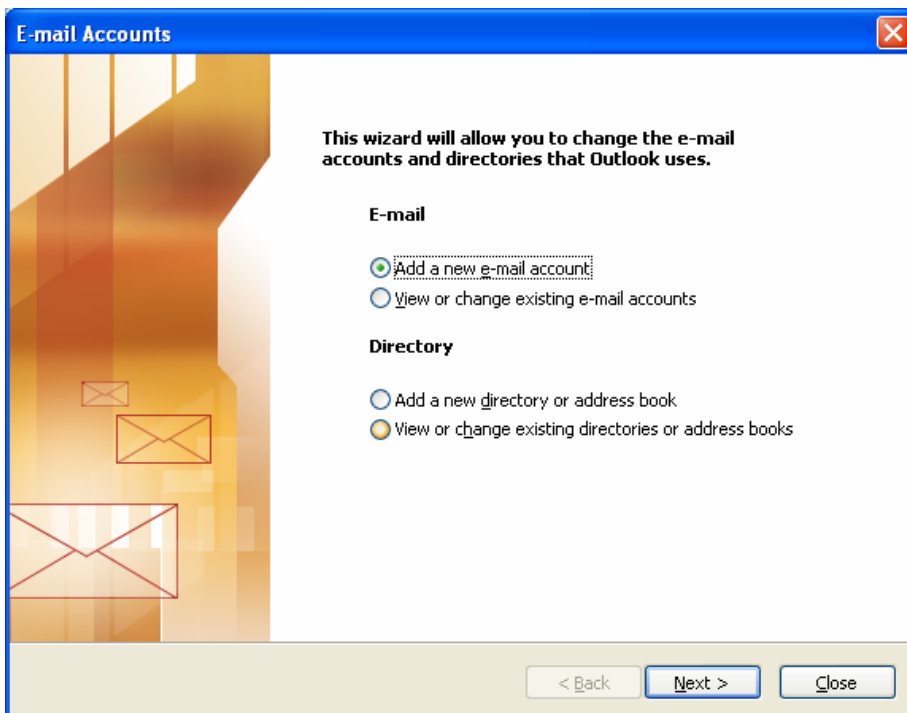 E-mail Accounts
This wizard will allow you to change the e-mail
accounts and directories that Outlook uses.
E-mail
Add a new e-mail account
View or change existing e-mail accounts
Directory
Add a new directory or address book
View or change existing directories or address books
< Back
Next >
Close